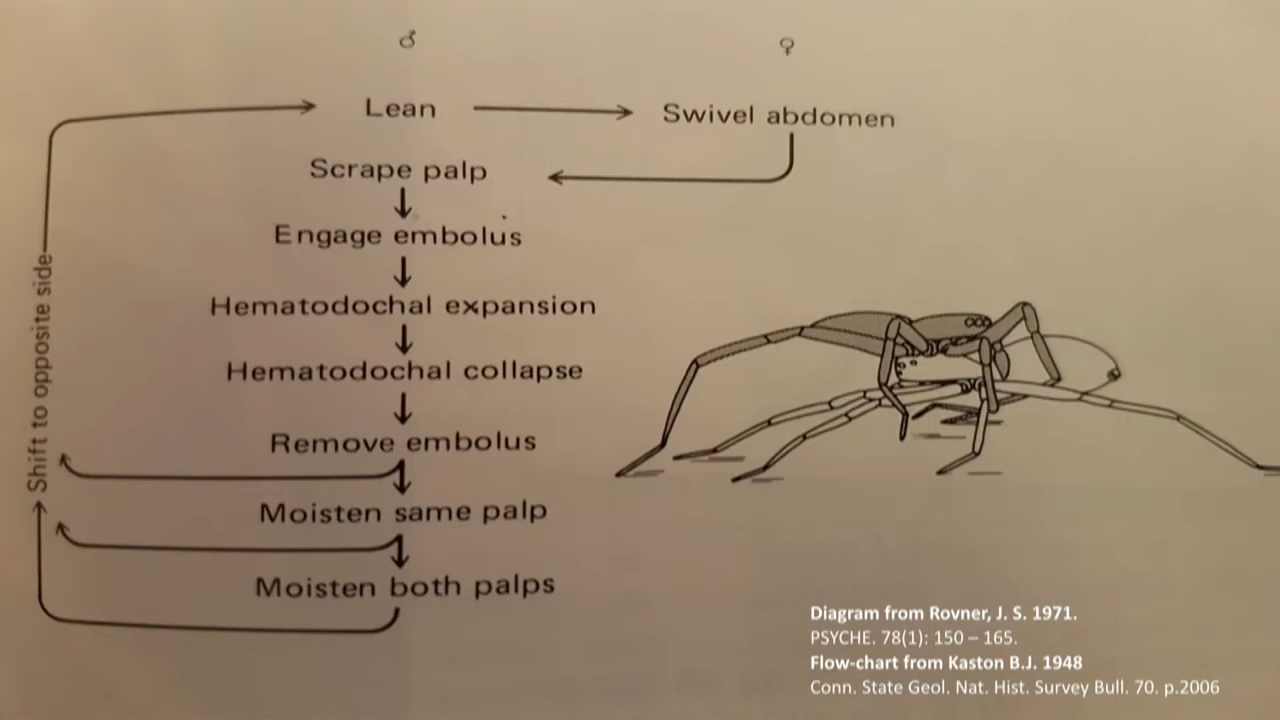 ♂ ♀
Lean Swivel abdomen
Scrape palp
Engage embolus
Hematodochal expansion
Hematodochal collapse
Remove embolus
Moisten same palp
Moisten both palps
Shift to opposite side
Diagram from Rovner, J. S. 1971.
PSYCHE. 78(1): 150 – 165.
Flow-chart from Kaston B.J. 1948
Conn. State Geol. Nat. Hist. Survey Bull. 70. p.2006